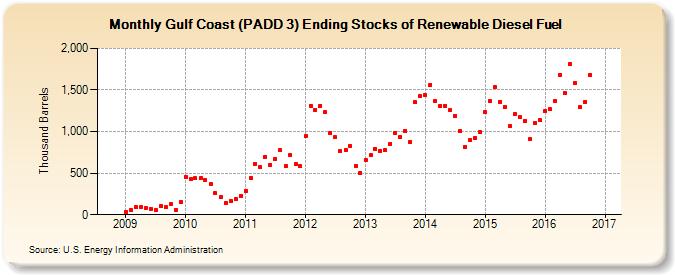 Monthly Gulf Coast (PADD 3) Ending Stocks of Renewable Diesel Fuel
Thousand Barrels
2,000
1,500
1,000
500
0
2009 2010 2011 2012 2013 2014 2015 2016 2017
Source: U.S. Energy Information Administration